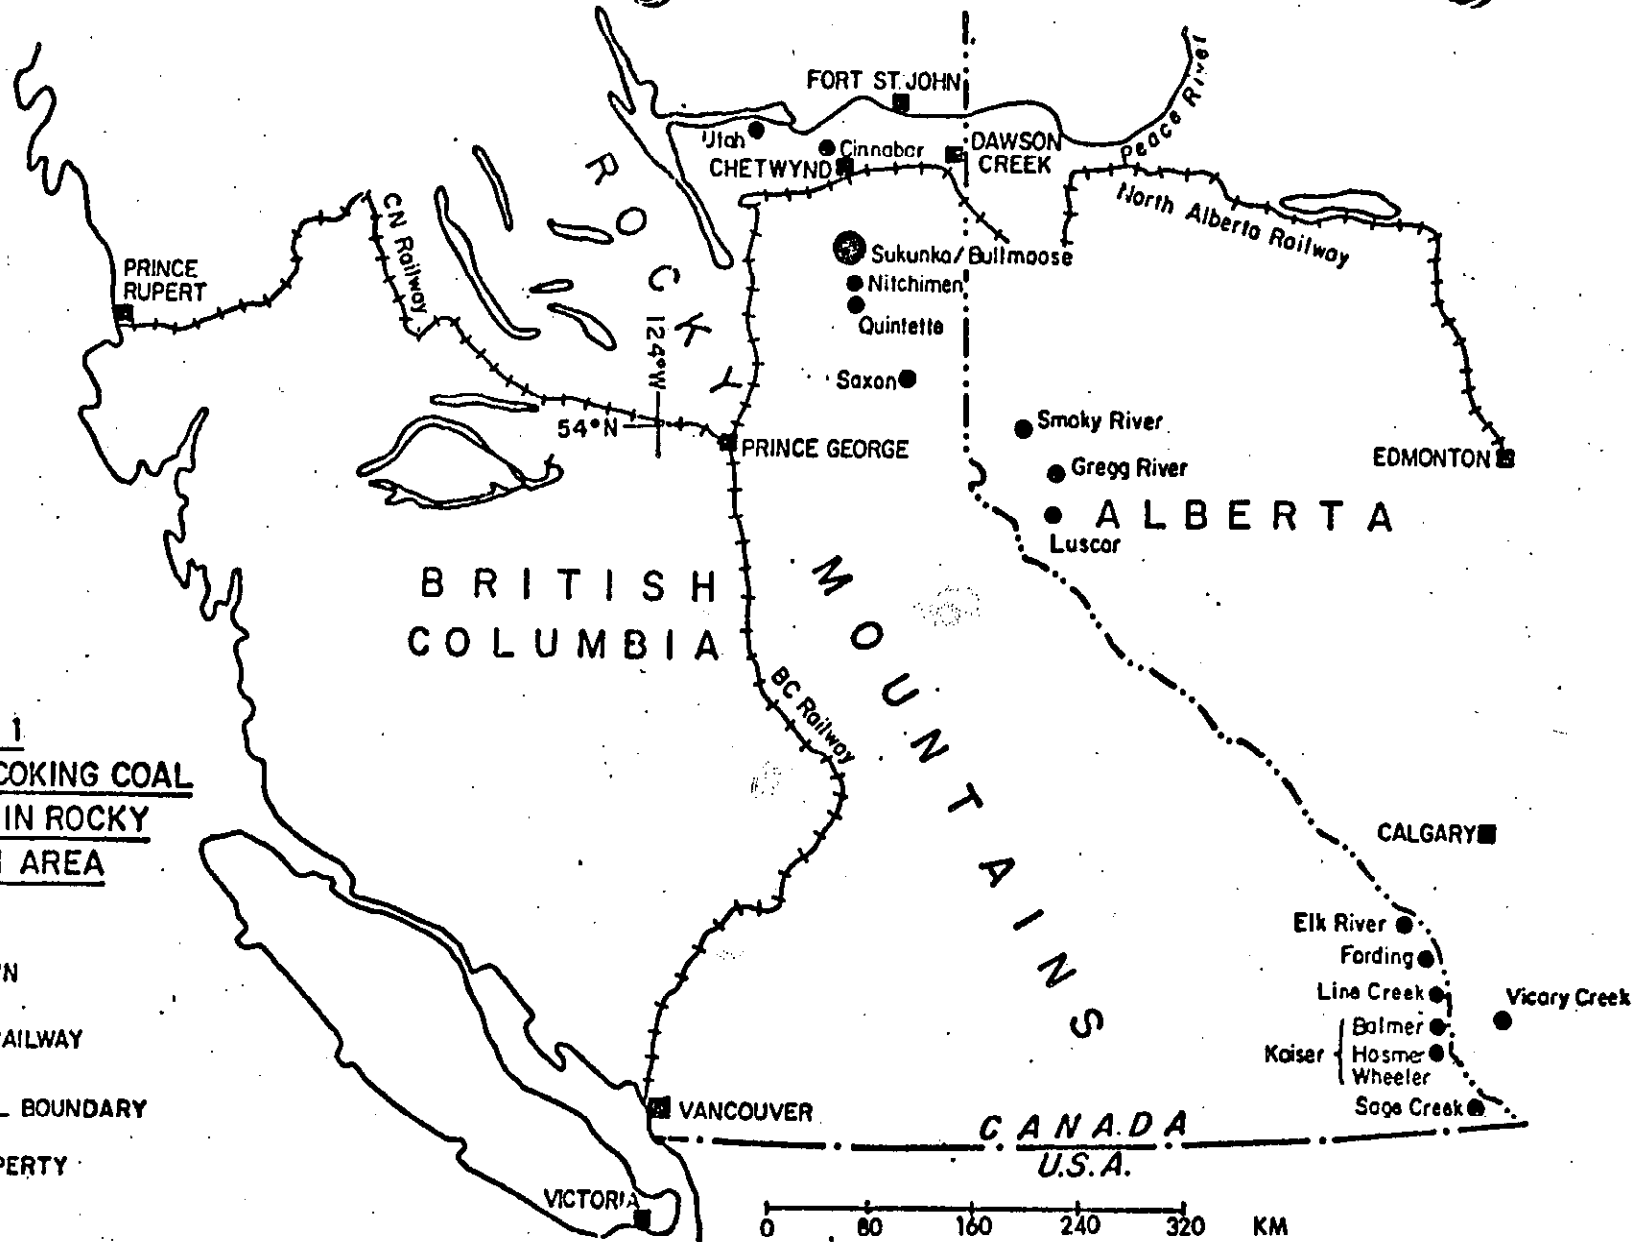 FORT ST. JOHN
Peace River
Utah
Cinnabar
DAWSON
CREEK
CHETWYND
North Alberta Railway
CN Railway
ROCKY
PRINCE
RUPERT
Sukunka/Bullmoose
Nitchimen
Quintette
124°W
Saxon
54°N
PRINCE GEORGE
Smoky River
Gregg River
EDMONTON
ALBERTA
Luscar
BRITISH
COLUMBIA
MOUNTAINS
BC Railway
1
COKING COAL
IN ROCKY
AREA
CALGARY
Elk River
Fording
Line Creek
Vicary Creek
Balmer
Kaiser
Hosmer
Wheeler
Sage Creek
N
AILWAY
L BOUNDARY
PERTY
VANCOUVER
CANADA
U.S.A.
VICTORIA
0 80 160 240 320 KM